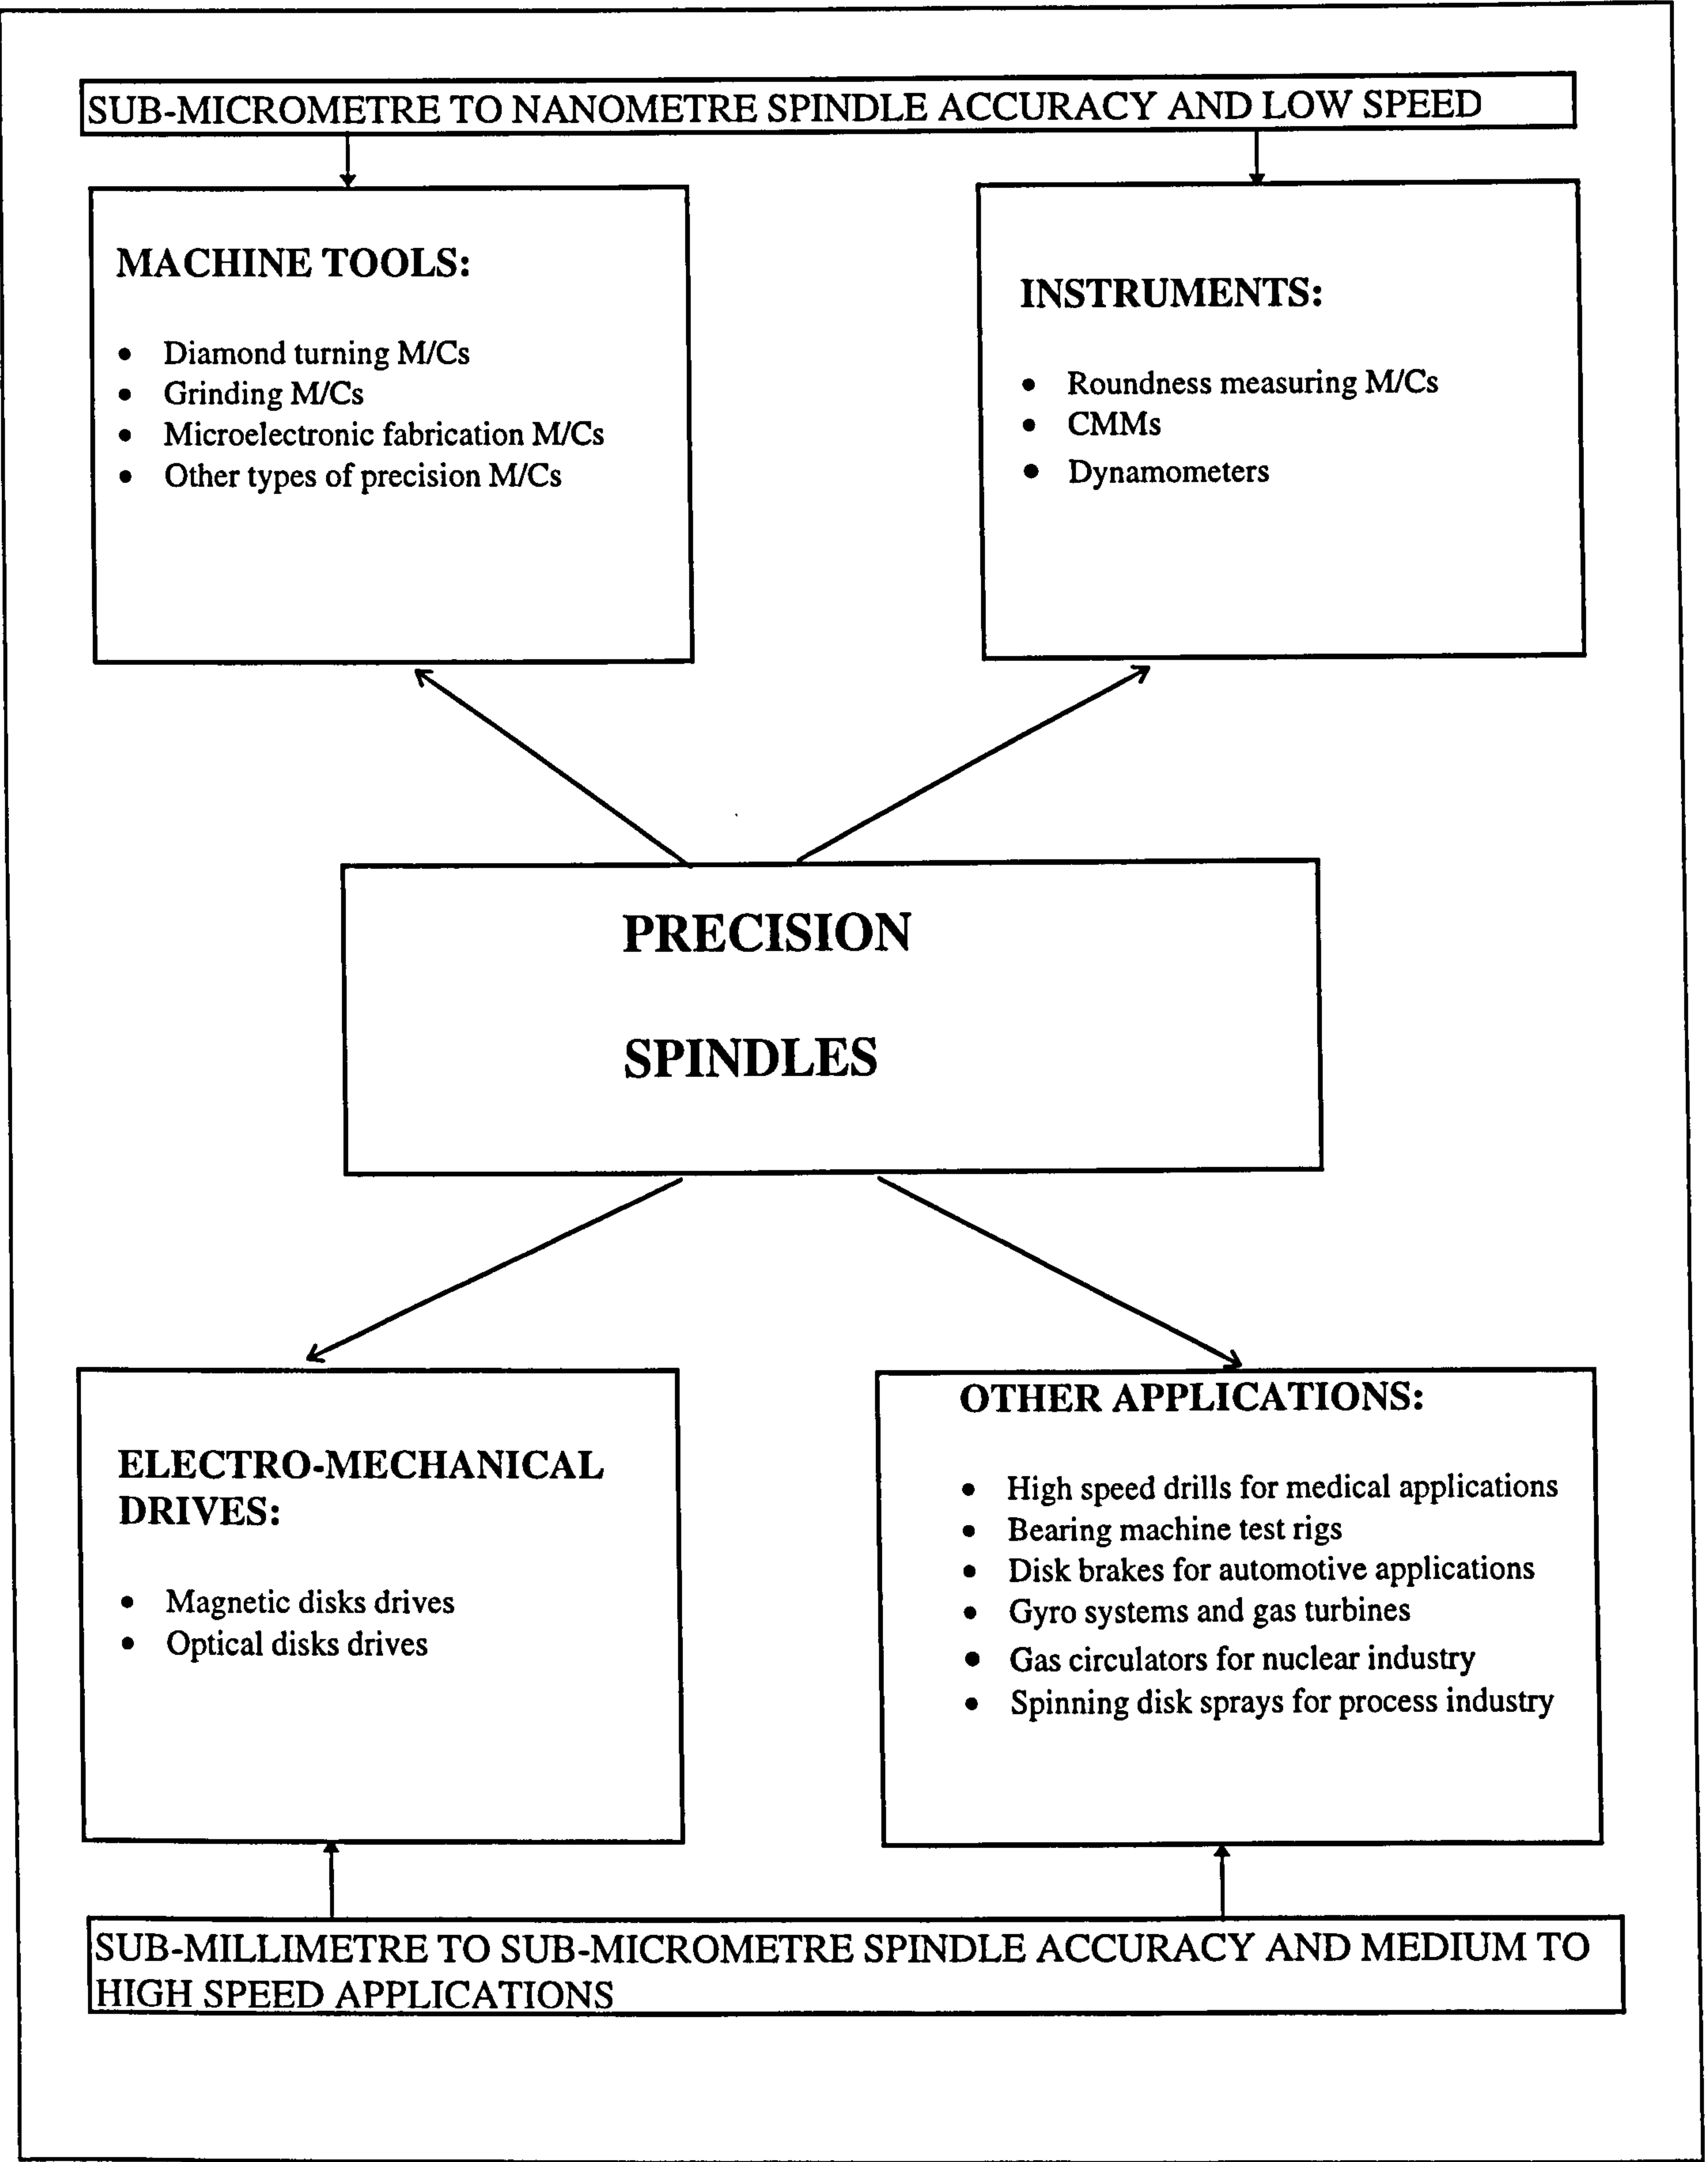 SUB-MICROMETRE TO NANOMETRE SPINDLE ACCURACY AND LOW SPEED
MACHINE TOOLS:
• Diamond turning M/Cs
• Grinding M/Cs
• Microelectronic fabrication M/Cs
• Other types of precision M/Cs
INSTRUMENTS:
• Roundness measuring M/Cs
• CMMs
• Dynamometers
PRECISION
SPINDLES
ELECTRO-MECHANICAL
DRIVES:
• Magnetic disks drives
• Optical disks drives
OTHER APPLICATIONS:
• High speed drills for medical applications
• Bearing machine test rigs
• Disk brakes for automotive applications
• Gyro systems and gas turbines
• Gas circulators for nuclear industry
• Spinning disk sprays for process industry
SUB-MILLIMETRE TO SUB-MICROMETRE SPINDLE ACCURACY AND MEDIUM TO
HIGH SPEED APPLICATIONS